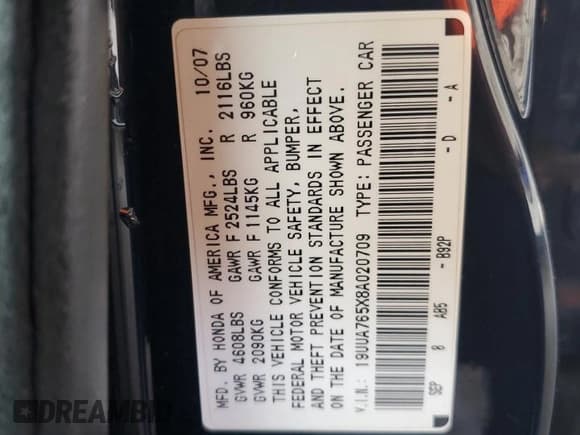 MFD. BY HONDA OF AMERICA MFG., INC. 10/07
GVWR 4608LBS GAWR F 2524LBS R 2116LBS
GVWR 2090KG GAWR F 1145KG R 960KG
THIS VEHICLE CONFORMS TO ALL APPLICABLE
FEDERAL MOTOR VEHICLE SAFETY, BUMPER,
AND THEFT PREVENTION STANDARDS IN EFFECT
ON THE DATE OF MANUFACTURE SHOWN ABOVE.
V.I.N.: 19UUA765X8A020709 TYPE: PASSENGER CAR
SEP 8 A85 - B92P - D - A
DREAMBID